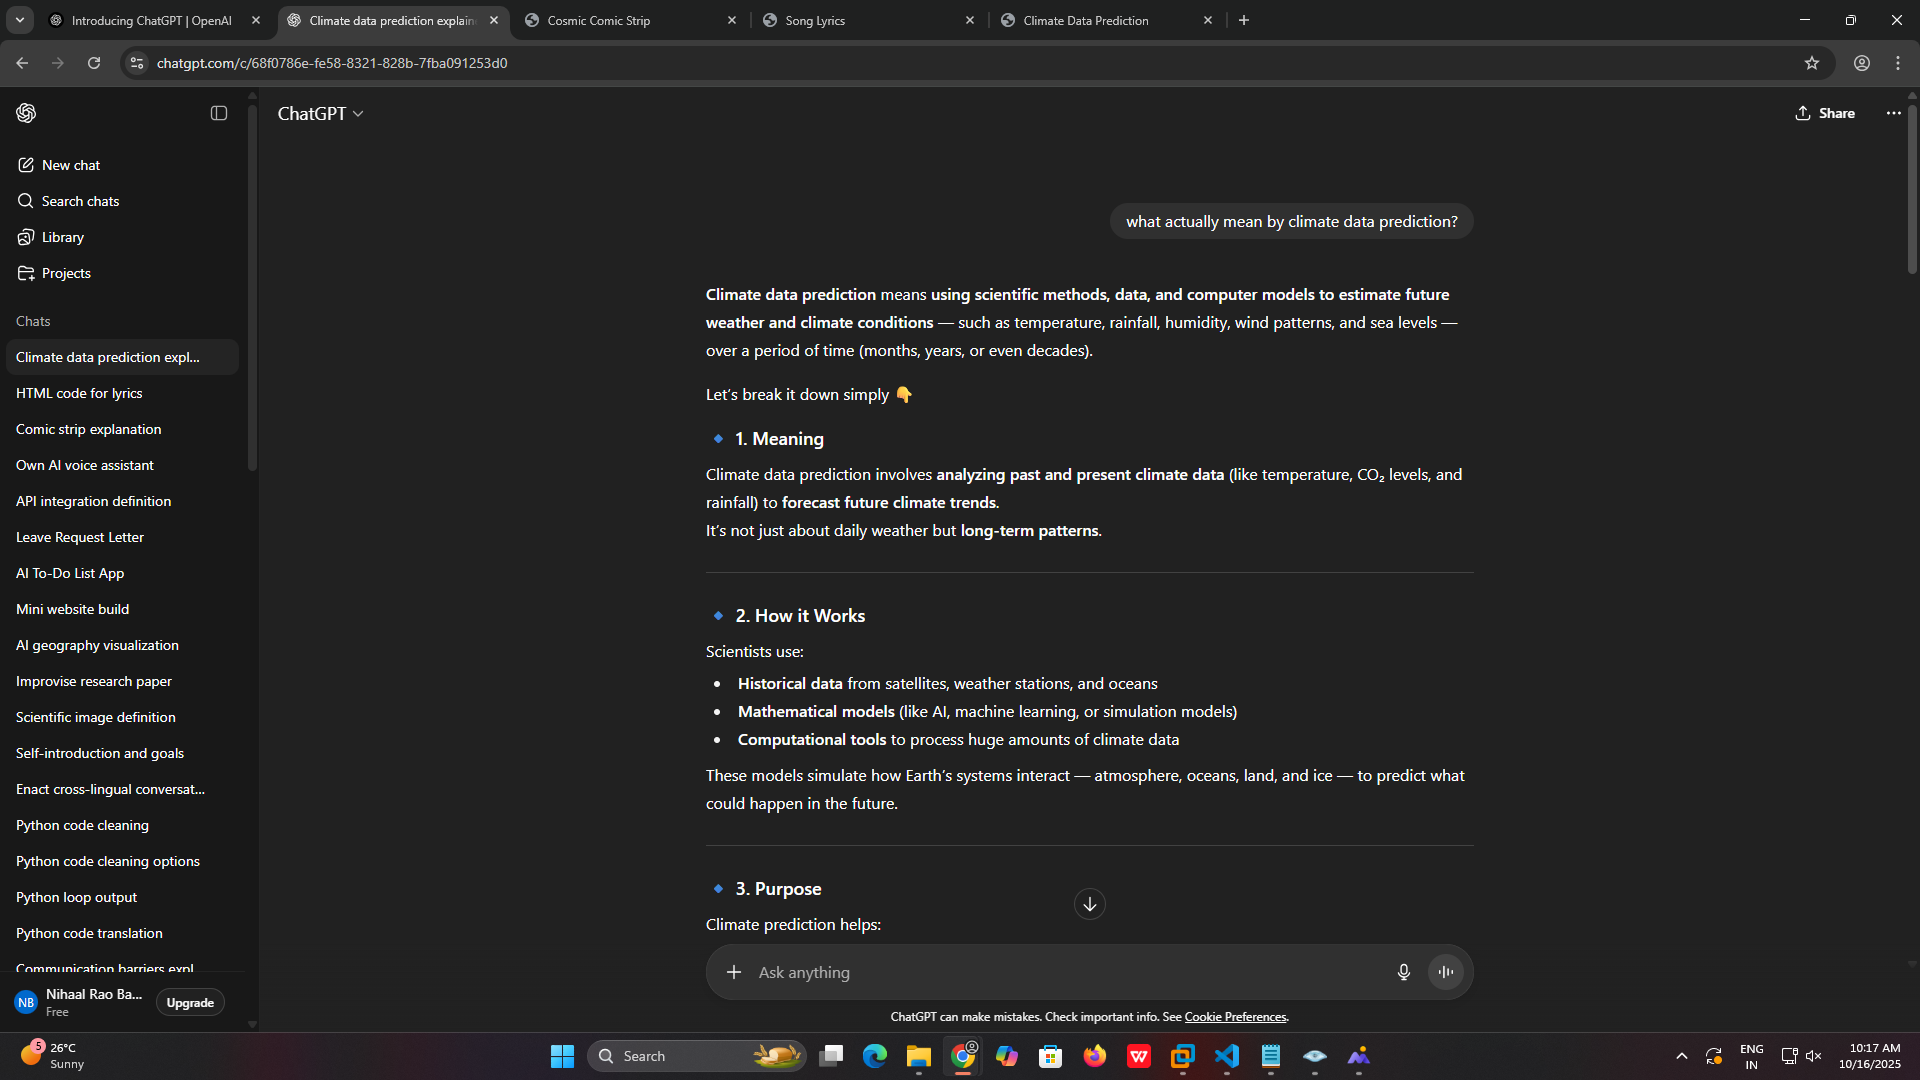 Introducing ChatGPT | OpenAI
Climate data prediction explain
Cosmic Comic Strip
Song Lyrics
Climate Data Prediction
chatgpt.com/c/68f0786e-fe58-8321-828b-7fba091253d0
ChatGPT
Share
New chat
Search chats
Library
Projects
Chats
Climate data prediction expl...
HTML code for lyrics
Comic strip explanation
Own AI voice assistant
API integration definition
Leave Request Letter
AI To-Do List App
Mini website build
AI geography visualization
Improvise research paper
Scientific image definition
Self-introduction and goals
Enact cross-lingual conversat...
Python code cleaning
Python code cleaning options
Python loop output
Python code translation
Communication barriers expl
NB
Nihaal Rao Ba...
Free
Upgrade
what actually mean by climate data prediction?
Climate data prediction means using scientific methods, data, and computer models to estimate future
weather and climate conditions — such as temperature, rainfall, humidity, wind patterns, and sea levels —
over a period of time (months, years, or even decades).
Let's break it down simply 👇
🔹 1. Meaning
Climate data prediction involves analyzing past and present climate data (like temperature, CO₂ levels, and
rainfall) to forecast future climate trends.
It's not just about daily weather but long-term patterns.
🔹 2. How it Works
Scientists use:
• Historical data from satellites, weather stations, and oceans
• Mathematical models (like AI, machine learning, or simulation models)
• Computational tools to process huge amounts of climate data
These models simulate how Earth's systems interact — atmosphere, oceans, land, and ice — to predict what
could happen in the future.
🔹 3. Purpose
Climate prediction helps:
Ask anything
ChatGPT can make mistakes. Check important info. See Cookie Preferences.
5
26°C
Sunny
Search
W
ENG
IN
10:17 AM
10/16/2025